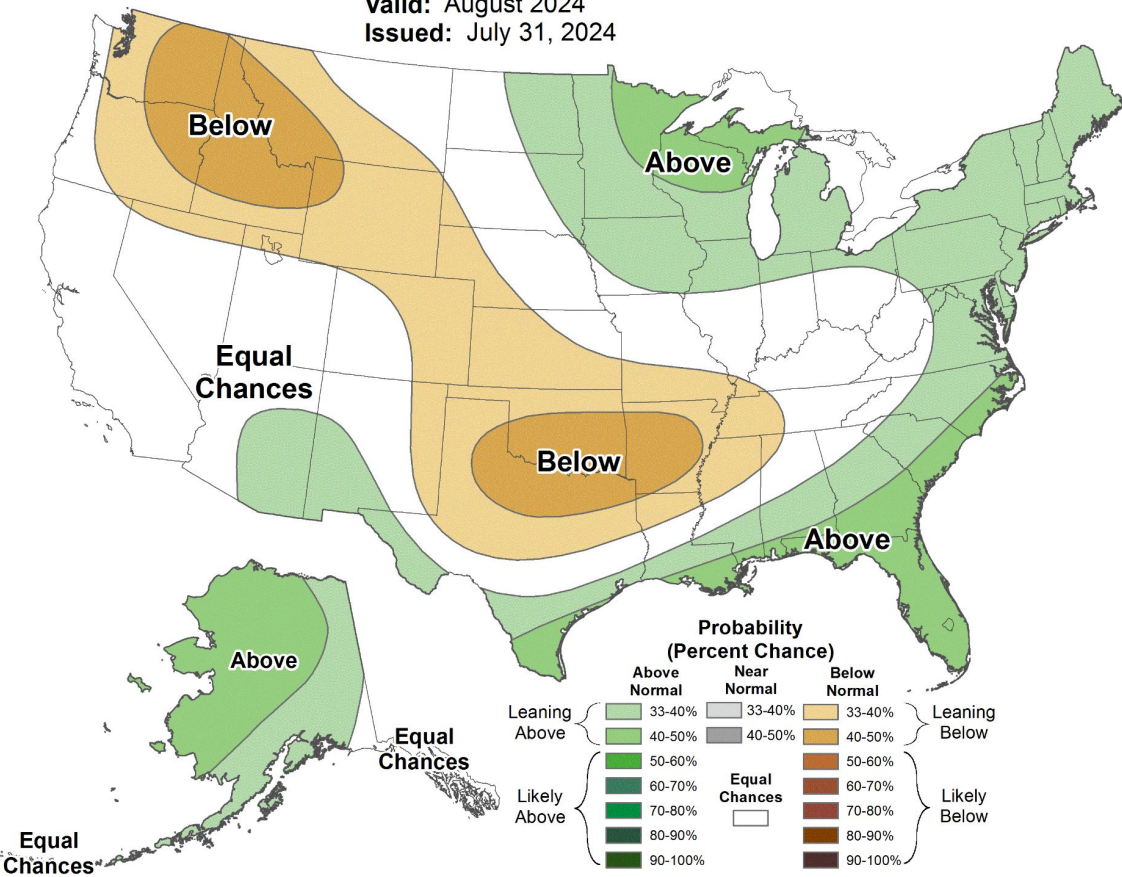 Valid: August 2024
Issued: July 31, 2024
Below
Above
Equal
Chances
Below
Above
Above
Equal
Chances
Equal
Chances
Probability
(Percent Chance)
Above
Normal
Near
Normal
Below
Normal
Leaning
Above
33-40%
33-40%
33-40%
Leaning
Below
40-50%
40-50%
40-50%
Likely
Above
50-60%
50-60%
Likely
Below
60-70%
60-70%
Equal
Chances
70-80%
70-80%
80-90%
80-90%
90-100%
90-100%